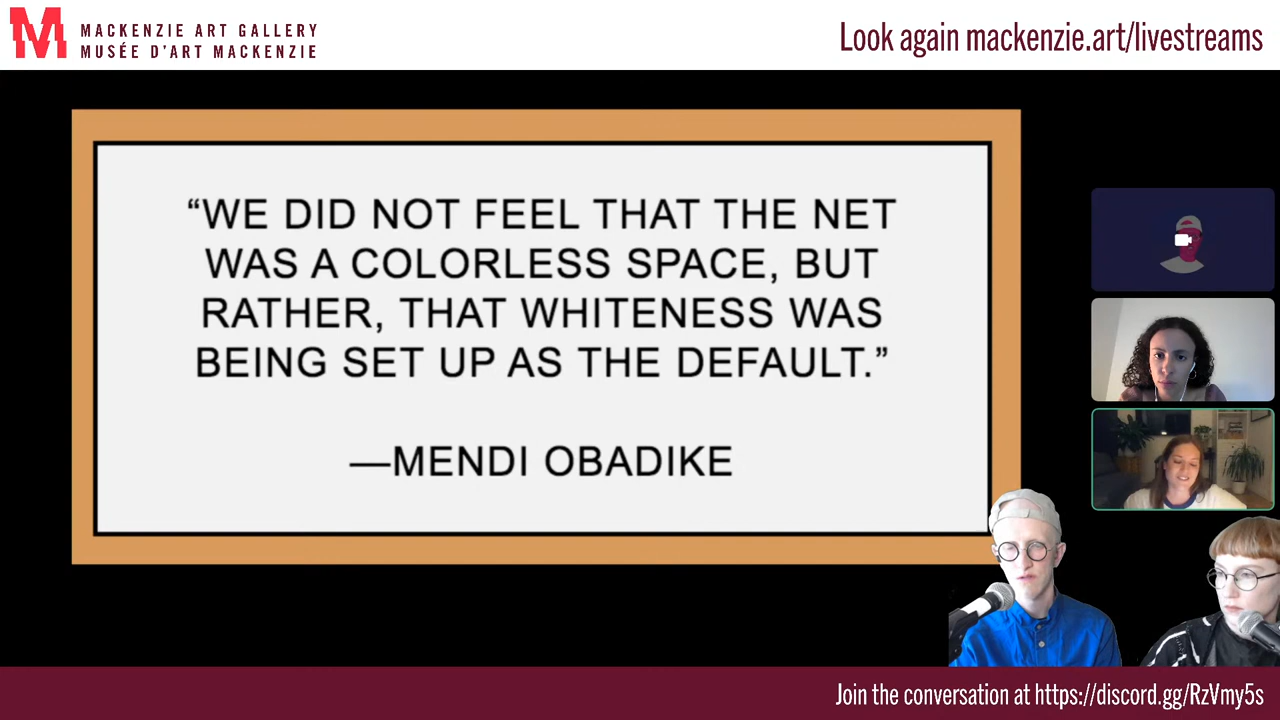 MACKENZIE ART GALLERY
MUSÉE D'ART MACKENZIE
Look again mackenzie.art/livestreams
“WE DID NOT FEEL THAT THE NET
WAS A COLORLESS SPACE, BUT
RATHER, THAT WHITENESS WAS
BEING SET UP AS THE DEFAULT.”
—MENDI OBADIKE
Join the conversation at https://discord.gg/RzVmy5s